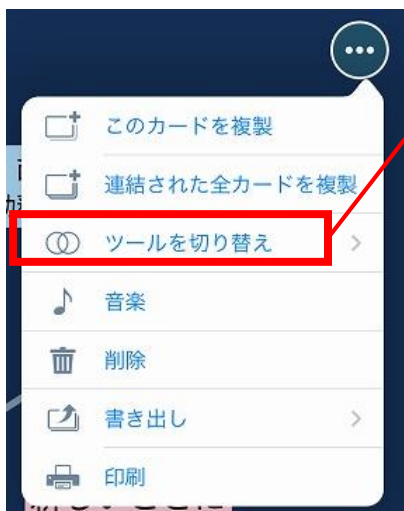 このカードを複製
連結された全カードを複製
ツールを切り替え
音楽
削除
書き出し
印刷